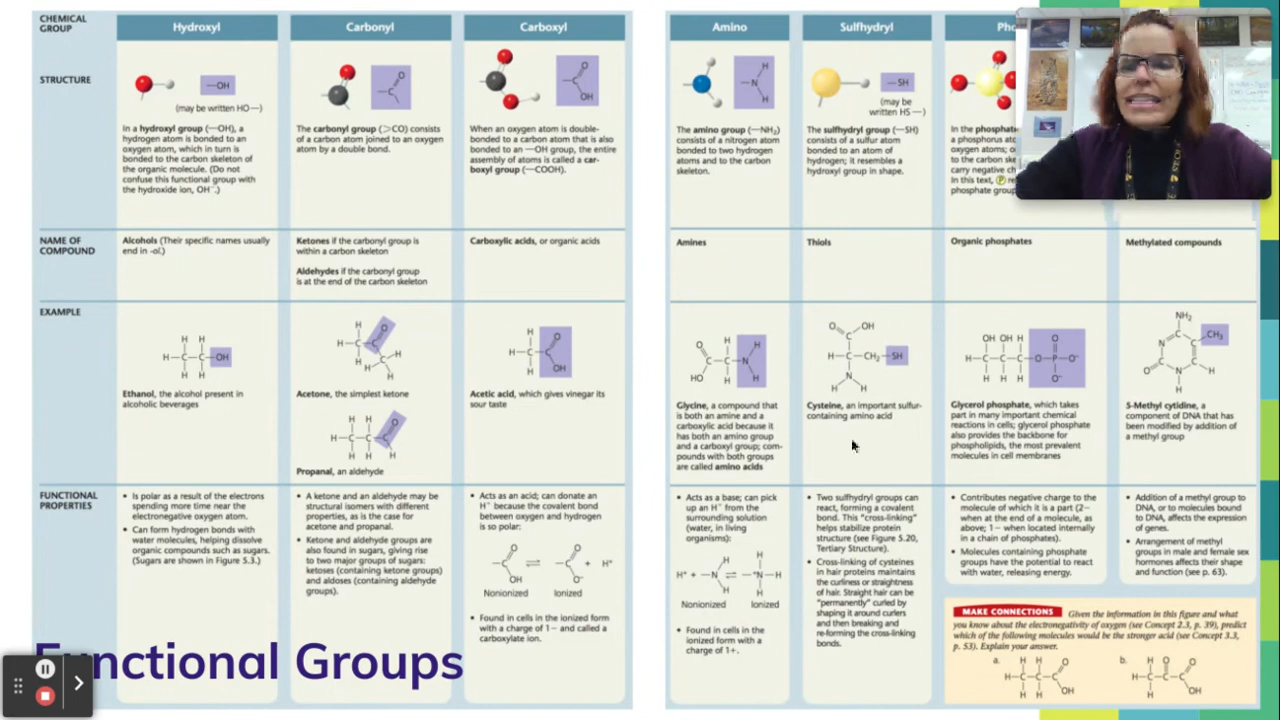 CHEMICAL
GROUP
Hydroxyl
Carbonyl
Carboxyl
STRUCTURE
—OH
(may be written HO—)
In a hydroxyl group (—OH), a
hydrogen atom is bonded to an
oxygen atom, which in turn is
bonded to the carbon skeleton of
the organic molecule. (Do not
confuse this functional group with
the hydroxide ion, OH⁻.)
O
C
The carbonyl group (>CO) consists
of a carbon atom joined to an oxygen
atom by a double bond.
O
—C
OH
When an oxygen atom is double-
bonded to a carbon atom that is also
bonded to an —OH group, the entire
assembly of atoms is called a car-
boxyl group (—COOH).
NAME OF
COMPOUND
Alcohols (Their specific names usually
end in -ol.)
Ketones if the carbonyl group is
within a carbon skeleton
Aldehydes if the carbonyl group
is at the end of the carbon skeleton
Carboxylic acids, or organic acids
EXAMPLE
H H
H—C—C—OH
H H
Ethanol, the alcohol present in
alcoholic beverages
Acetone, the simplest ketone
Propanal, an aldehyde
Acetic acid, which gives vinegar its
sour taste
FUNCTIONAL
PROPERTIES
• Is polar as a result of the electrons
spending more time near the
electronegative oxygen atom.
• Can form hydrogen bonds with
water molecules, helping dissolve
organic compounds such as sugars.
(Sugars are shown in Figure 5.3.)
• A ketone and an aldehyde may be
structural isomers with different
properties, as is the case for
acetone and propanal.
• Ketone and aldehyde groups are
also found in sugars, giving rise
to two major groups of sugars:
ketoses (containing ketone groups)
and aldoses (containing aldehyde
groups).
• Acts as an acid; can donate an
H⁺ because the covalent bond
between oxygen and hydrogen
is so polar:
Nonionized
Ionized
• Found in cells in the ionized form
with a charge of 1− and called a
carboxylate ion.
Amino
Sulfhydryl
Pho
H
—N
H
The amino group (—NH₂)
consists of a nitrogen atom
bonded to two hydrogen
atoms and to the carbon
skeleton.
—SH
(may be
written HS—)
The sulfhydryl group (—SH)
consists of a sulfur atom
bonded to an atom of
hydrogen; it resembles a
hydroxyl group in shape.
In the phosphate
a phosphorus ato
oxygen atoms; o
to the carbon ske
carry negative ch
In this text, Ⓟ re
phosphate group
Amines
Thiols
Organic phosphates
Methylated compounds
Glycine, a compound that
is both an amine and a
carboxylic acid because it
has both an amino group
and a carboxyl group; com-
pounds with both groups
are called amino acids
Cysteine, an important sulfur-
containing amino acid
Glycerol phosphate, which takes
part in many important chemical
reactions in cells; glycerol phosphate
also provides the backbone for
phospholipids, the most prevalent
molecules in cell membranes
5-Methyl cytidine, a
component of DNA that has
been modified by addition of
a methyl group
• Acts as a base; can pick
up an H⁺ from the
surrounding solution
(water, in living
organisms):
Nonionized
Ionized
• Found in cells in the
ionized form with a
charge of 1+.
• Two sulfhydryl groups can
react, forming a covalent
bond. This "cross-linking"
helps stabilize protein
structure (see Figure 5.20,
Tertiary Structure).
• Cross-linking of cysteines
in hair proteins maintains
the curliness or straightness
of hair. Straight hair can be
"permanently" curled by
shaping it around curlers
and then breaking and
re-forming the cross-linking
bonds.
• Contributes negative charge to the
molecule of which it is a part (2−
when at the end of a molecule, as
above; 1− when located internally
in a chain of phosphates).
• Molecules containing phosphate
groups have the potential to react
with water, releasing energy.
• Addition of a methyl group to
DNA, or to molecules bound
to DNA, affects the expression
of genes.
• Arrangement of methyl
groups in male and female sex
hormones affects their shape
and function (see p. 63).
MAKE CONNECTIONS Given the information in this figure and what
you know about the electronegativity of oxygen (see Concept 2.3, p. 39), predict
which of the following molecules would be the stronger acid (see Concept 3.3,
p. 53). Explain your answer.
a.
b.
Functional Groups